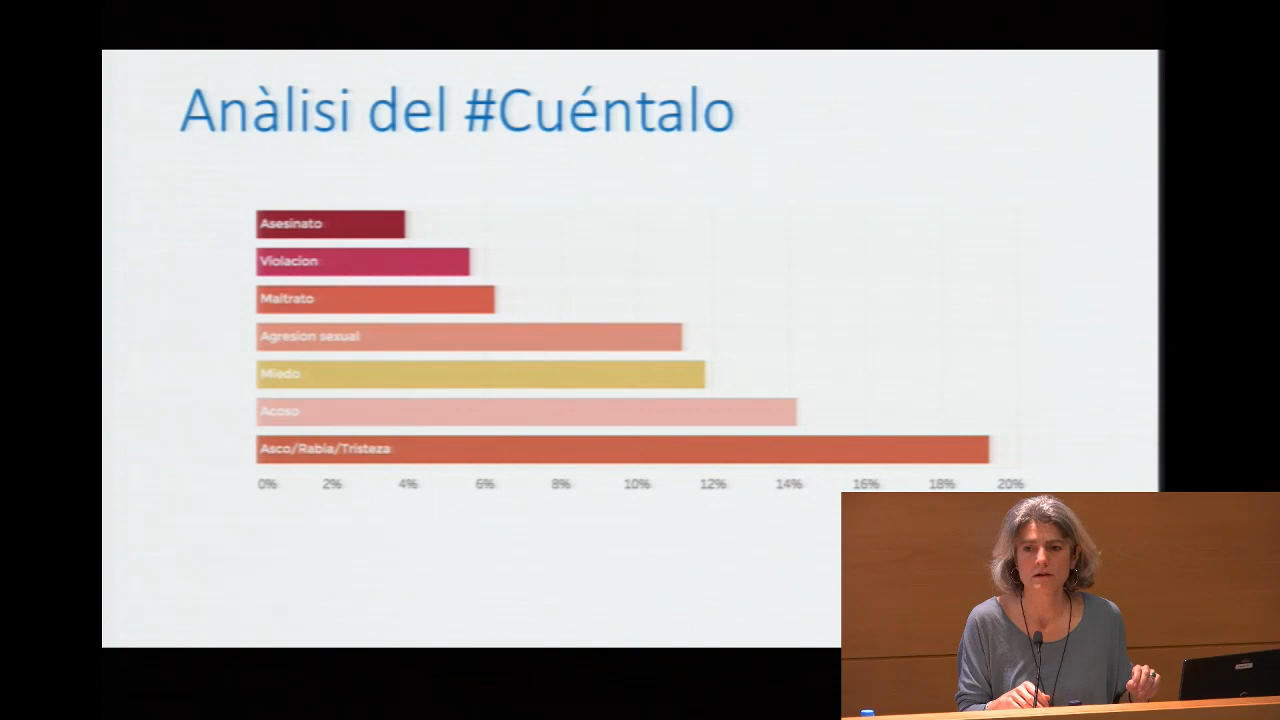 Anàlisi del #Cuéntalo
Asesinato
Violacion
Maltrato
Agresion sexual
Miedo
Acoso
Asco/Rabia/Tristeza
0% 2% 4% 6% 8% 10% 12% 14% 16% 18% 20%